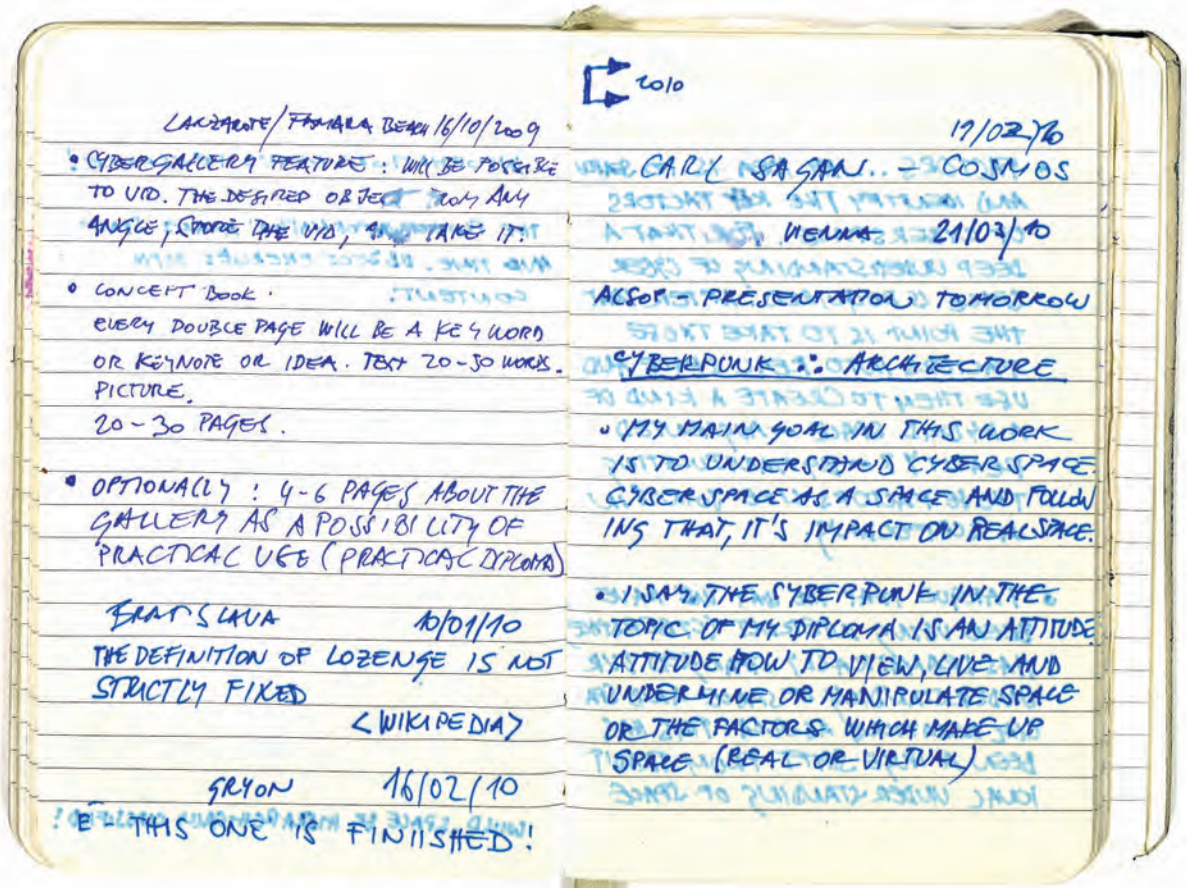 LANZAROTE/FAMARA BEACH 16/10/2009
• CYBERGALLERY FEATURE: WILL BE POSSIBLE
TO VID. THE DESIRED OBJECT FROM ANY
ANGLE, STORE THE VID, AND TAKE IT.
• CONCEPT BOOK.
EVERY DOUBLE PAGE WILL BE A KEYWORD
OR KEYNOTE OR IDEA. TEXT 20-50 WORDS.
PICTURE.
20-30 PAGES.
• OPTIONALLY: 4-6 PAGES ABOUT THE
GALLERY AS A POSSIBILITY OF
PRACTICAL USE (PRACTICAL DIPLOMA)
BRATISLAVA 10/01/10
THE DEFINITION OF LOZENGE IS NOT
STRICTLY FIXED
<WIKIPEDIA>
GRYON 16/02/10
E - THIS ONE IS FINIISHED!
2010
CARL SAGAN.. - COSMOS
VIENNA 21/03/10
ALSOP - PRESENTATION TOMORROW
CYBERPUNK ∴ ARCHITECTURE
• MY MAIN GOAL IN THIS WORK
IS TO UNDERSTAND CYBERSPACE.
CYBERSPACE AS A SPACE AND FOLLOW
ING THAT, IT'S IMPACT ON REALSPACE.
• I SAY THE CYBERPUNK IN THE
TOPIC OF MY DIPLOMA IS AN ATTITUDE
ATTITUDE HOW TO VIEW, LIVE AND
UNDERMINE OR MANIPULATE SPACE
OR THE FACTORS WHICH MAKE UP
SPACE (REAL OR VIRTUAL)